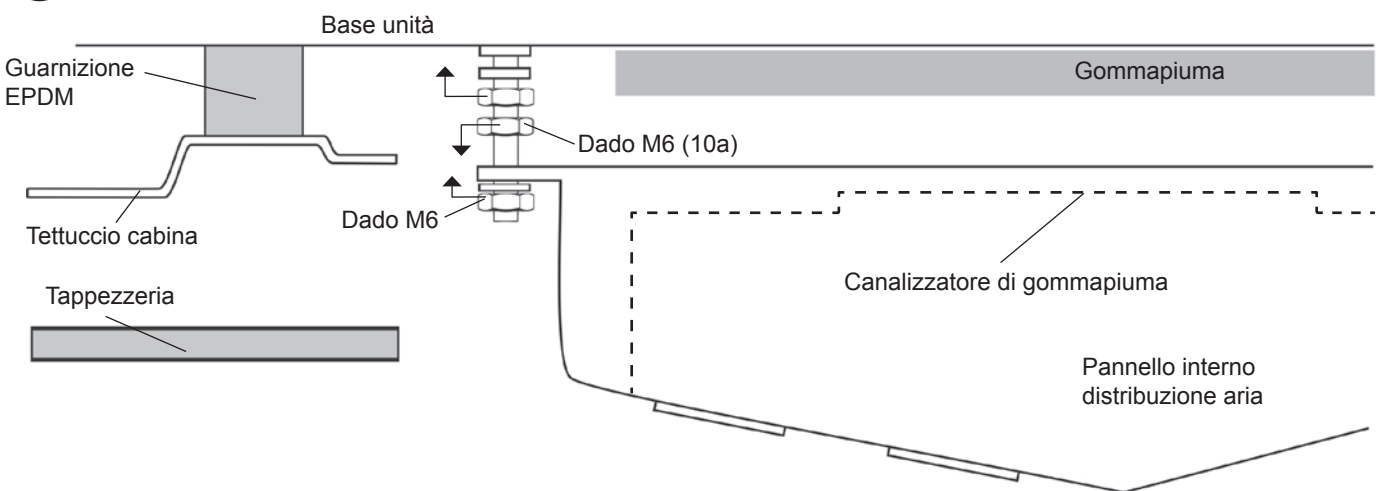 Base unità
Guarnizione
EPDM
Gommapiuma
Dado M6 (10a)
Dado M6
Tettuccio cabina
Canalizzatore di gommapiuma
Tappezzeria
Pannello interno
distribuzione aria